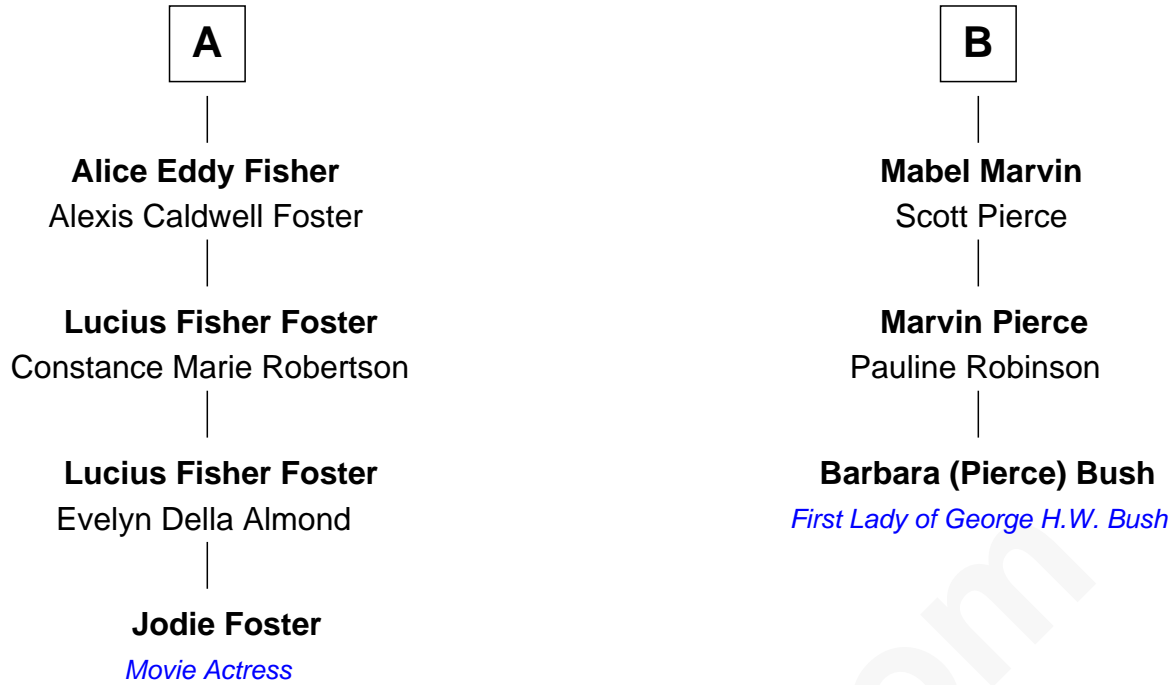 A
Alice Eddy Fisher
Alexis Caldwell Foster
Lucius Fisher Foster
Constance Marie Robertson
Lucius Fisher Foster
Evelyn Della Almond
Jodie Foster
Movie Actress
B
Mabel Marvin
Scott Pierce
Marvin Pierce
Pauline Robinson
Barbara (Pierce) Bush
First Lady of George H.W. Bush
om